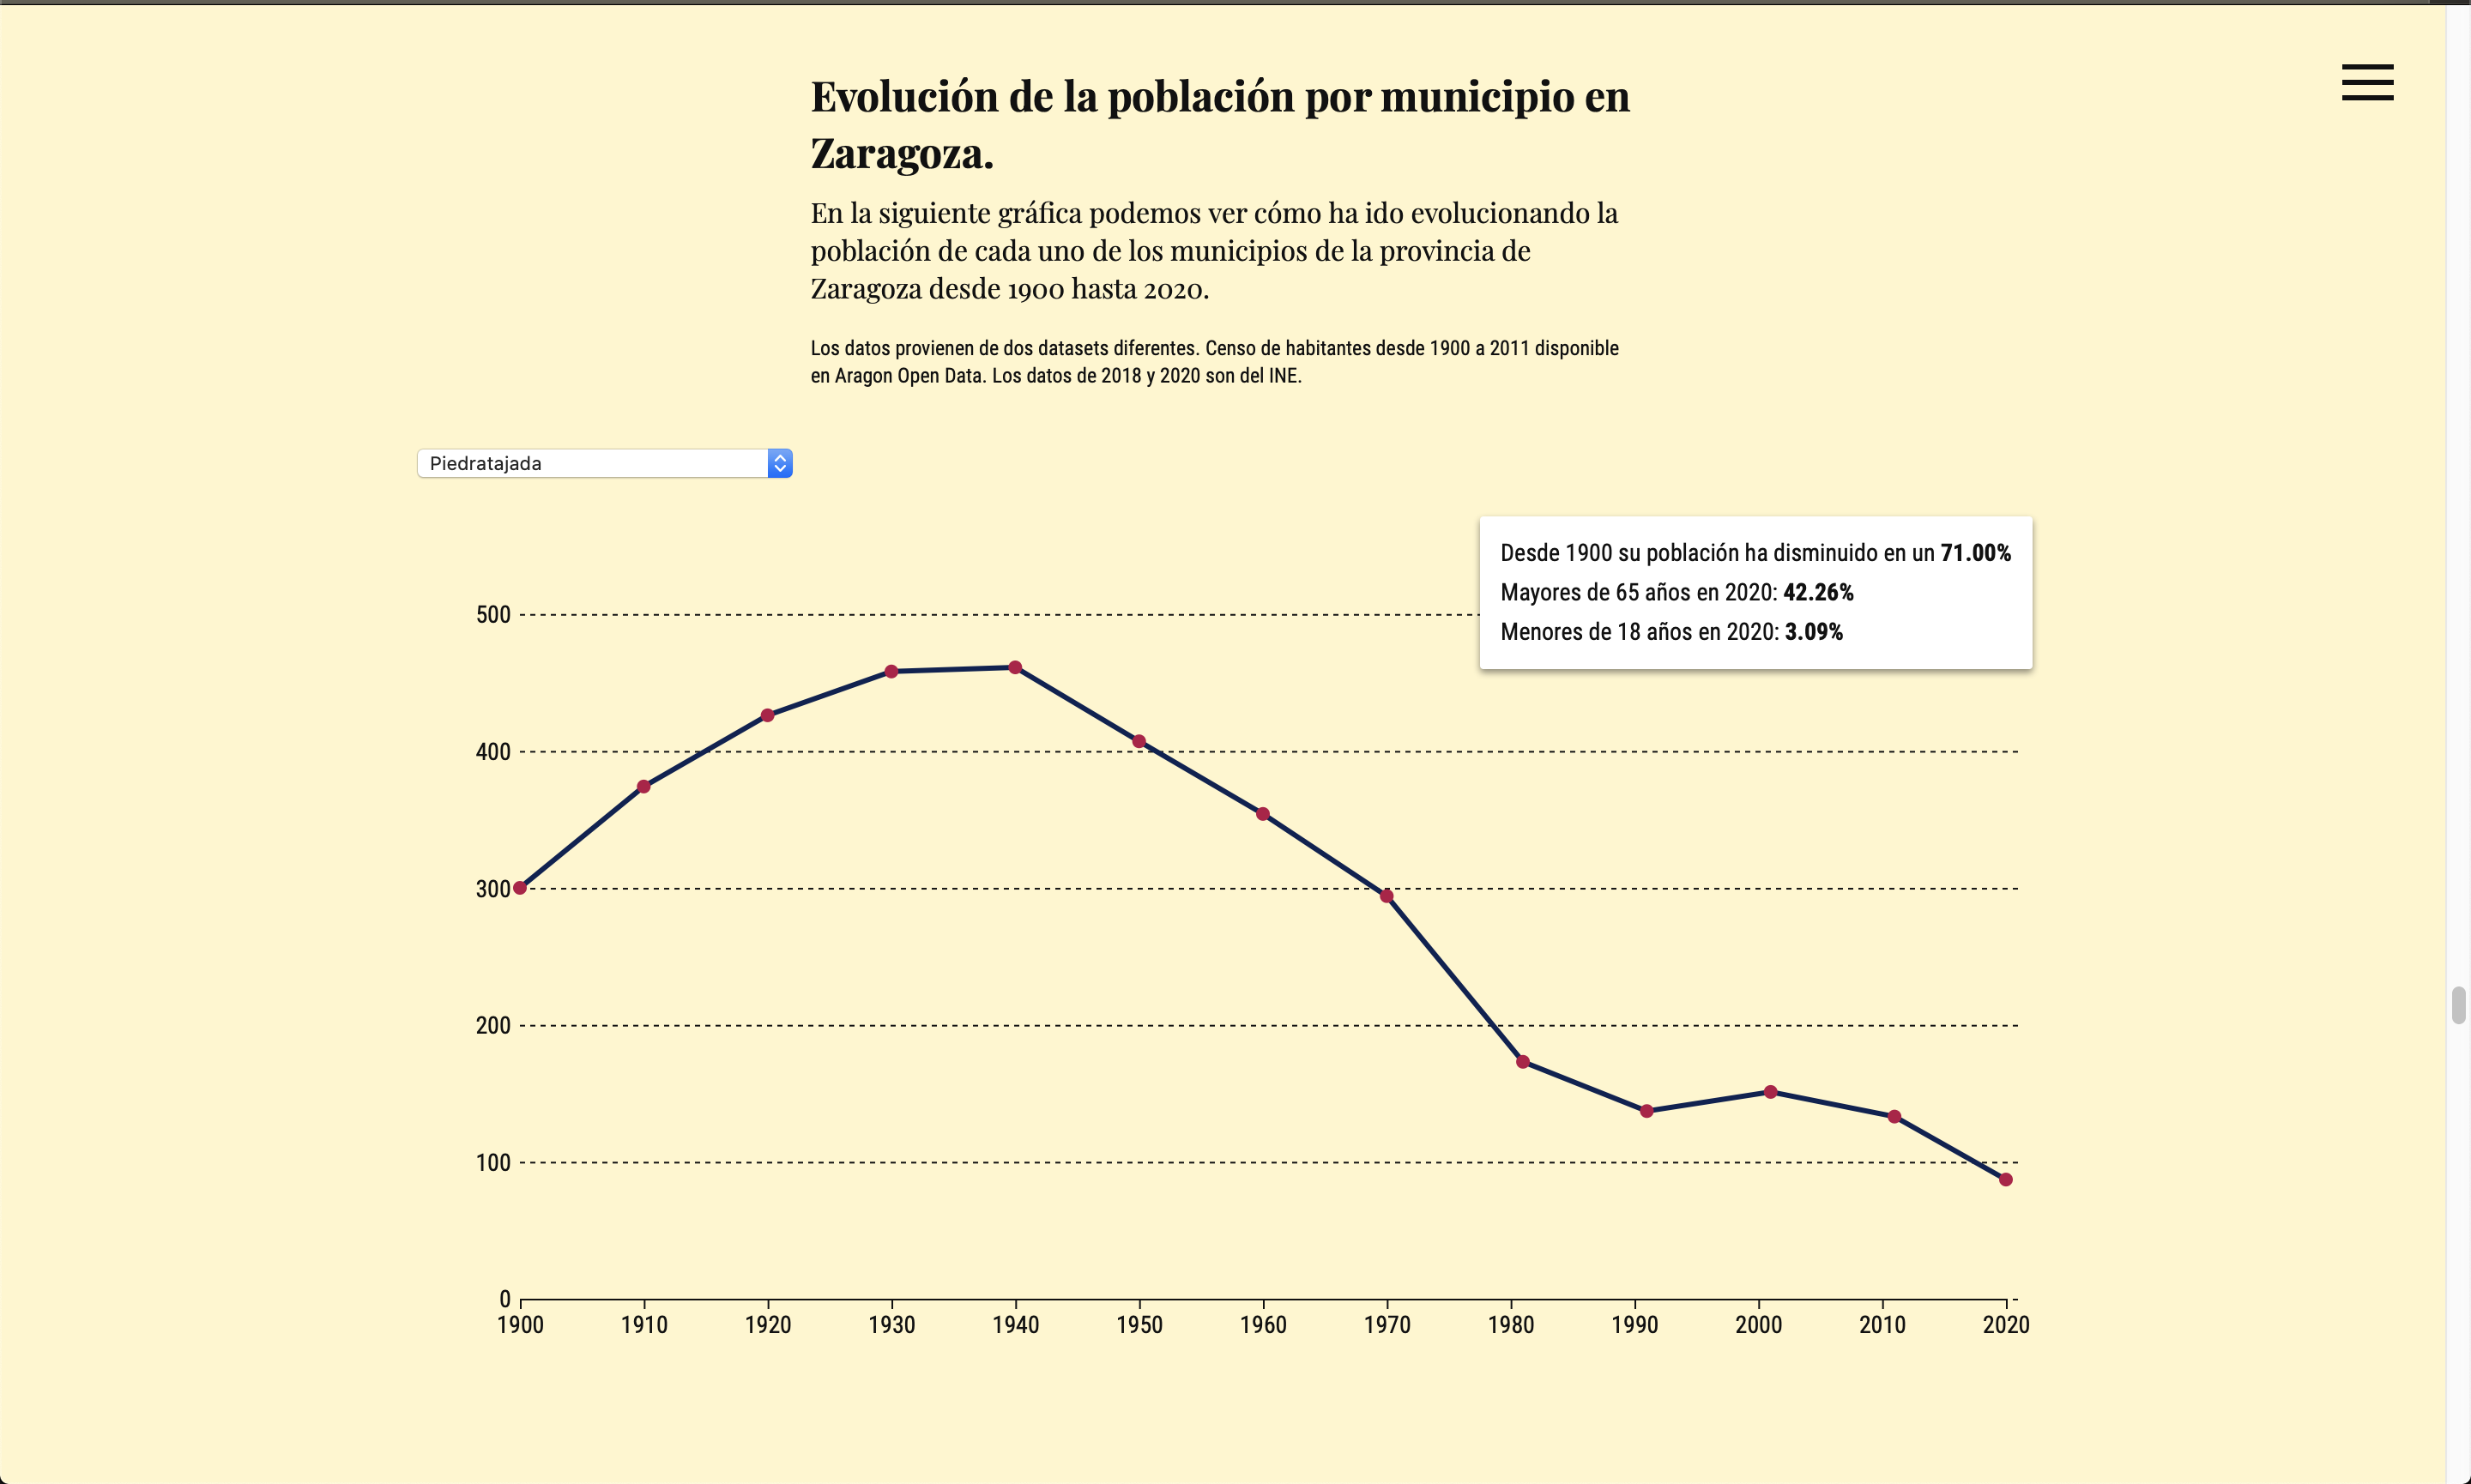 Evolución de la población por municipio en
Zaragoza.
En la siguiente gráfica podemos ver cómo ha ido evolucionando la
población de cada uno de los municipios de la provincia de
Zaragoza desde 1900 hasta 2020.
Los datos provienen de dos datasets diferentes. Censo de habitantes desde 1900 a 2011 disponible
en Aragon Open Data. Los datos de 2018 y 2020 son del INE.
Piedratajada
Desde 1900 su población ha disminuido en un 71.00%
Mayores de 65 años en 2020: 42.26%
Menores de 18 años en 2020: 3.09%
500
400
300
200
100
0
1900 1910 1920 1930 1940 1950 1960 1970 1980 1990 2000 2010 2020